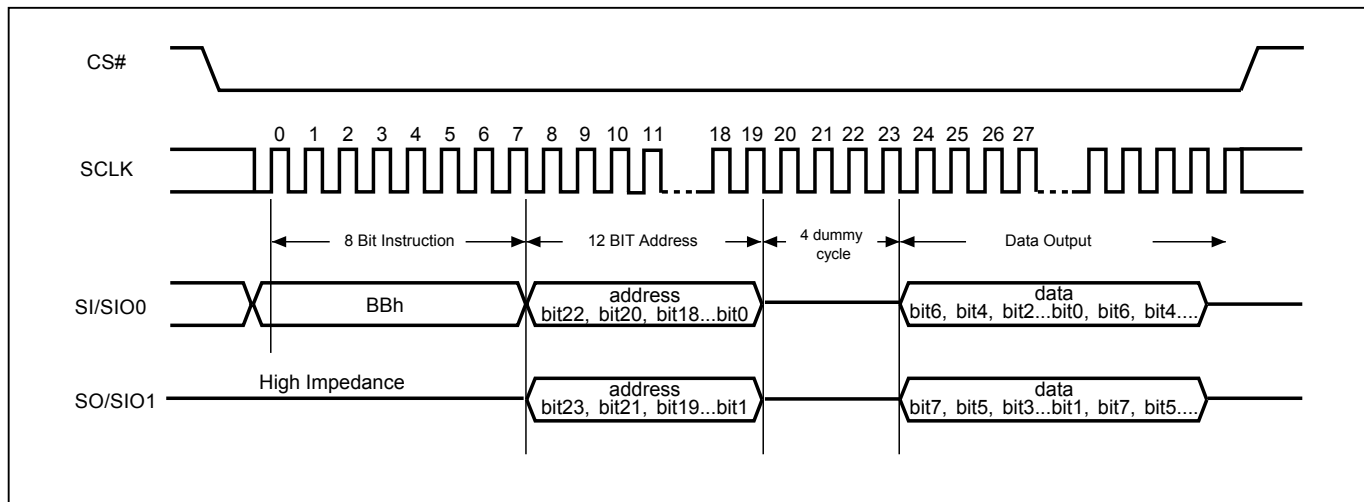 CS#
0 1 2 3 4 5 6 7 8 9 10 11 18 19 20 21 22 23 24 25 26 27
SCLK
8 Bit Instruction
12 BIT Address
4 dummy
cycle
Data Output
SI/SIO0
BBh
address
bit22, bit20, bit18...bit0
data
bit6, bit4, bit2...bit0, bit6, bit4....
High Impedance
SO/SIO1
address
bit23, bit21, bit19...bit1
data
bit7, bit5, bit3...bit1, bit7, bit5....